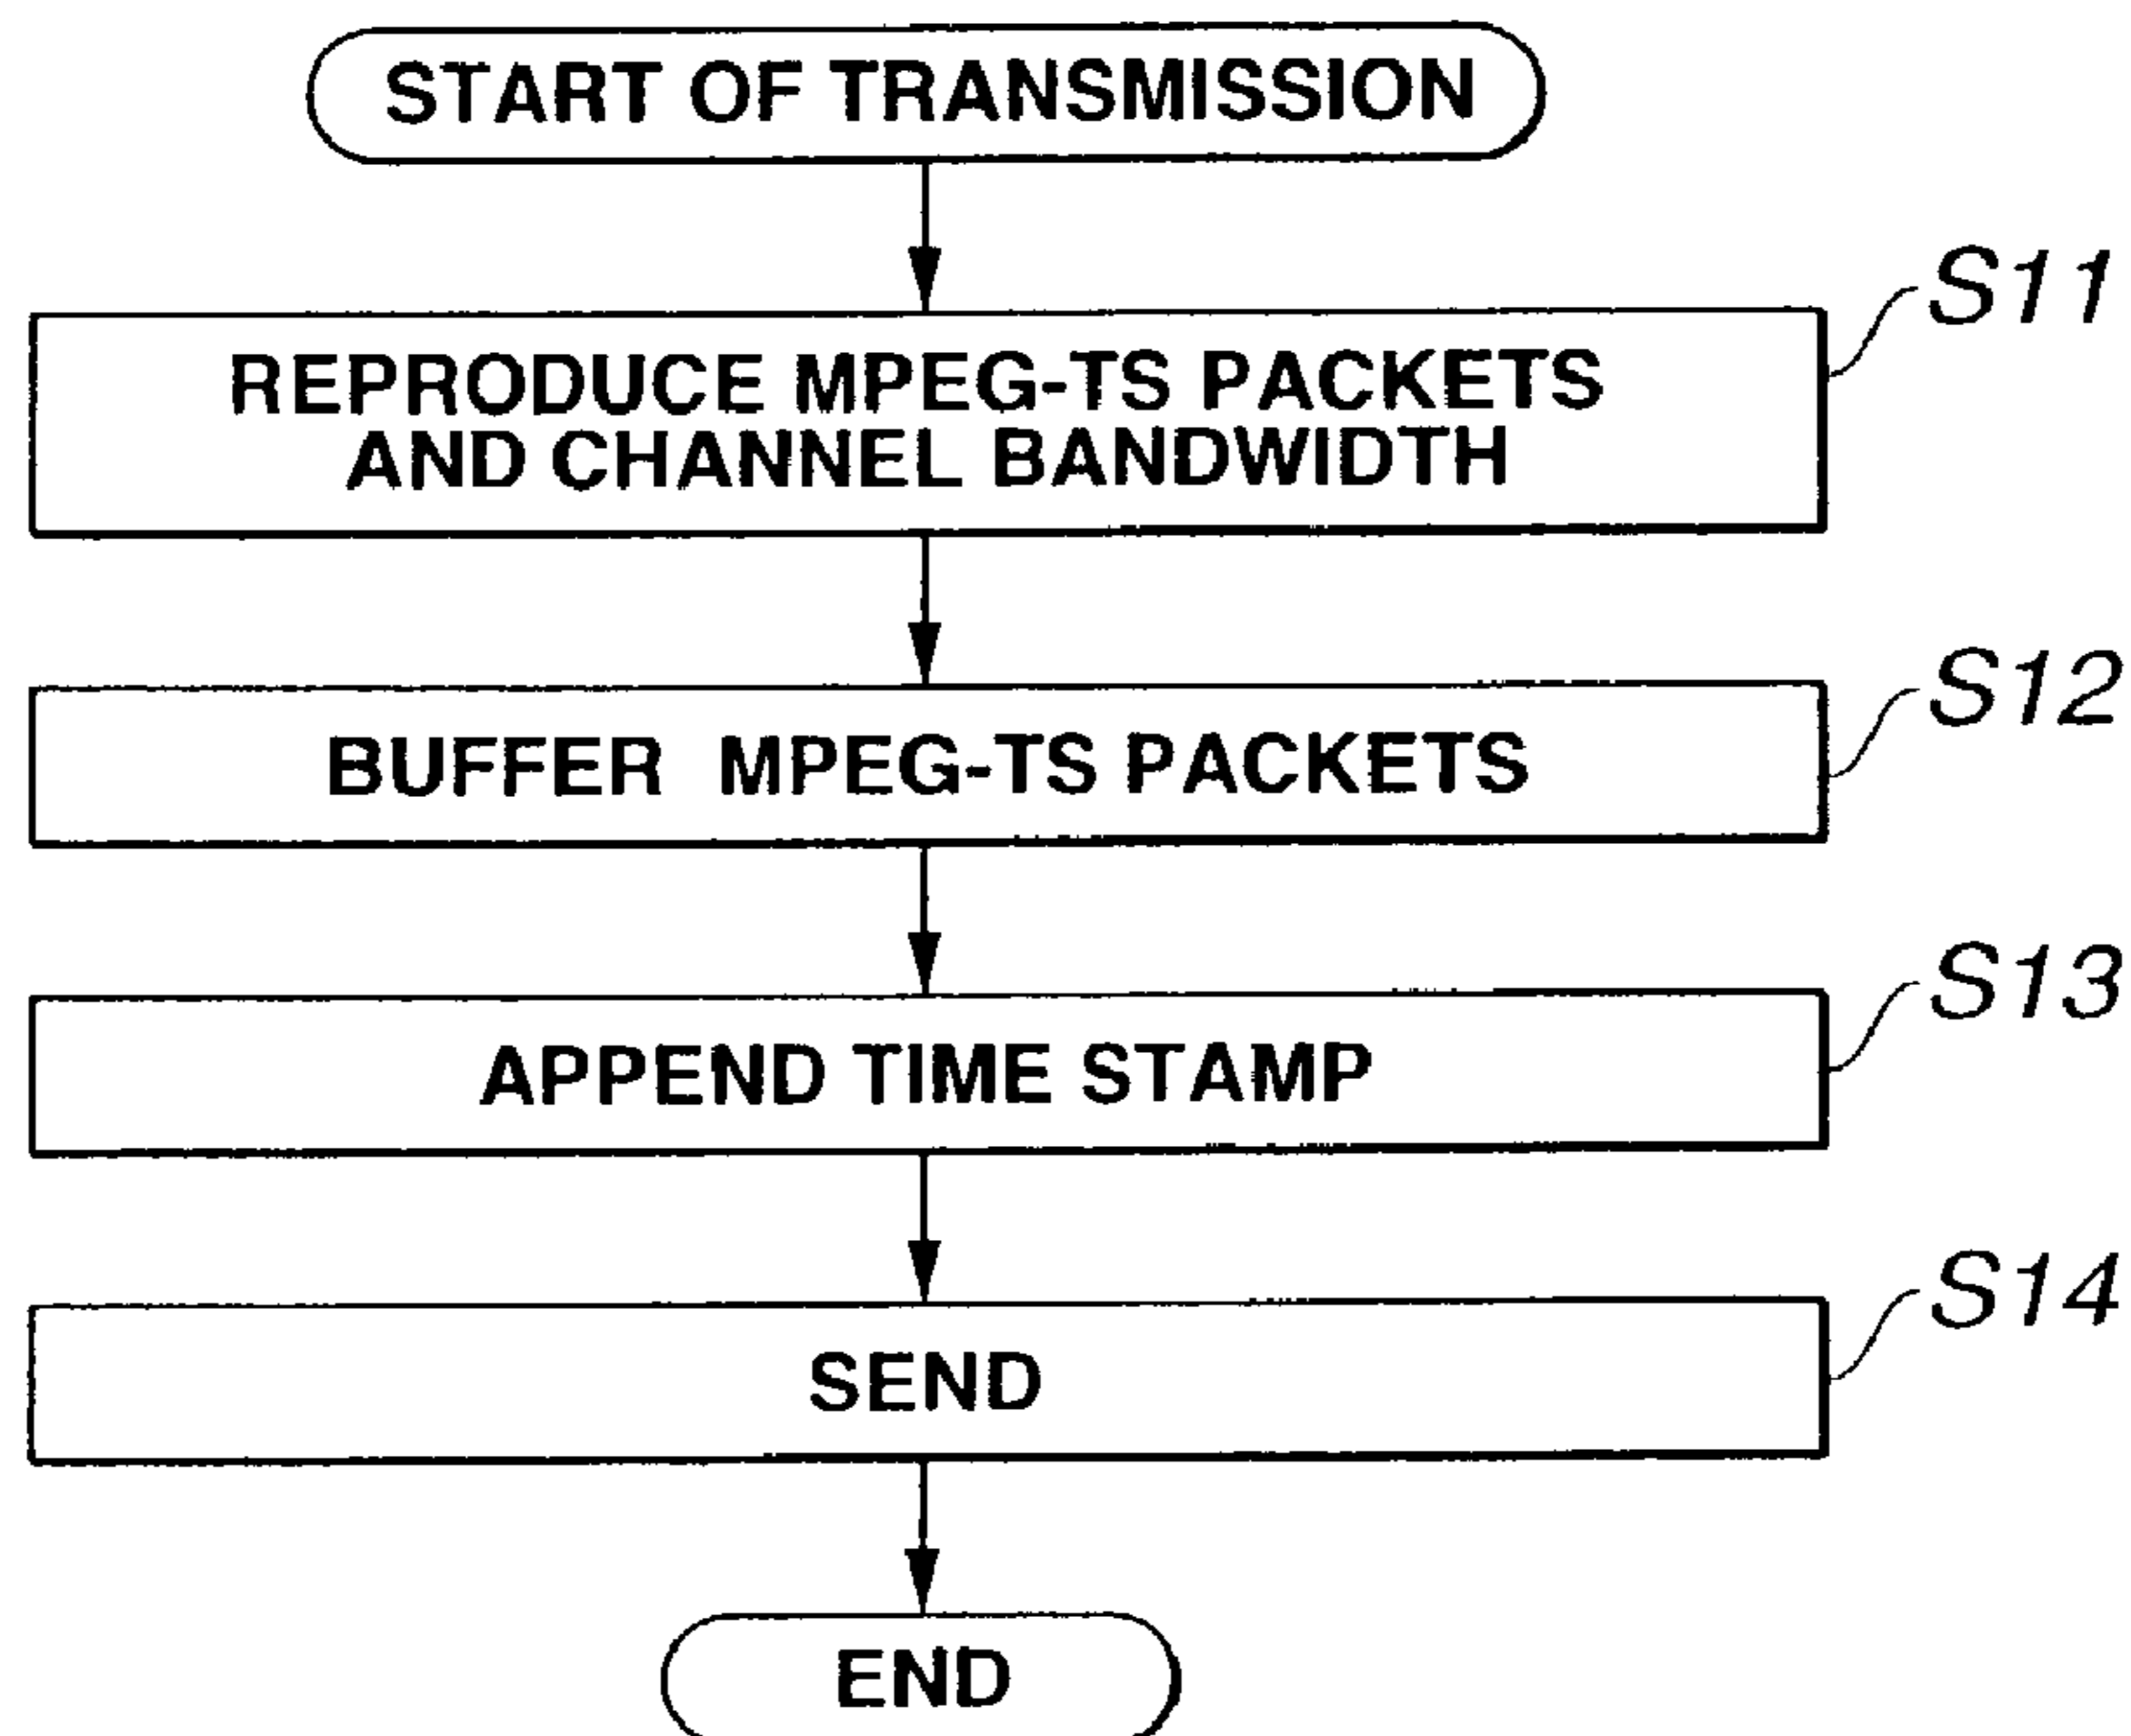 START OF TRANSMISSION
S11
REPRODUCE MPEG-TS PACKETS
AND CHANNEL BANDWIDTH
S12
BUFFER MPEG-TS PACKETS
S13
APPEND TIME STAMP
S14
SEND
END